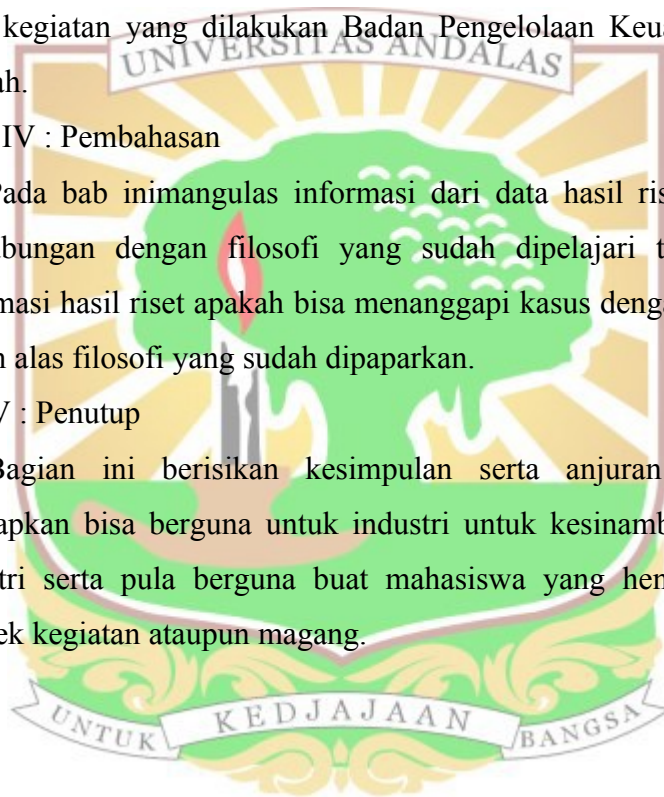 kegiatan yang dilakukan Badan Pengelolaan Keua
UNIVERSITAS ANDALAS
ah.
IV : Pembahasan
Pada bab inimangulas informasi dari data hasil ris
bungan dengan filosofi yang sudah dipelajari t
masi hasil riset apakah bisa menanggapi kasus denga
n alas filosofi yang sudah dipaparkan.
V : Penutup
Bagian ini berisikan kesimpulan serta anjuran
apkan bisa berguna untuk industri untuk kesinamb
tri serta pula berguna buat mahasiswa yang hen
ek kegiatan ataupun magang.
UNTUK KEDJAJAAN BANGSA